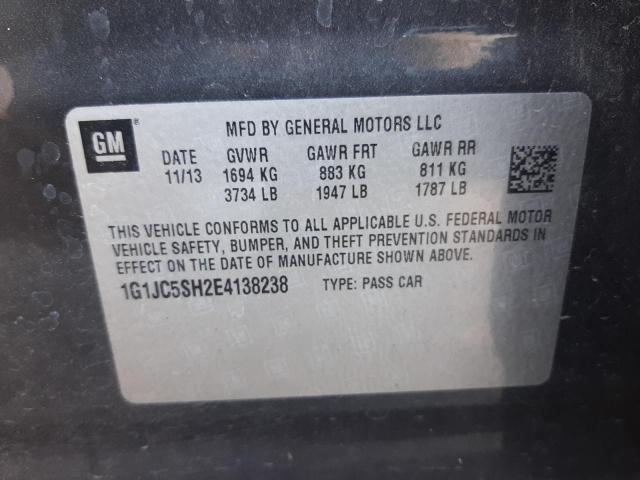 GM ®
MFD BY GENERAL MOTORS LLC
DATE GVWR GAWR FRT GAWR RR
11/13 1694 KG 883 KG 811 KG
3734 LB 1947 LB 1787 LB
THIS VEHICLE CONFORMS TO ALL APPLICABLE U.S. FEDERAL MOTOR
VEHICLE SAFETY, BUMPER, AND THEFT PREVENTION STANDARDS IN
EFFECT ON THE DATE OF MANUFACTURE SHOWN ABOVE.
1G1JC5SH2E4138238 TYPE: PASS CAR